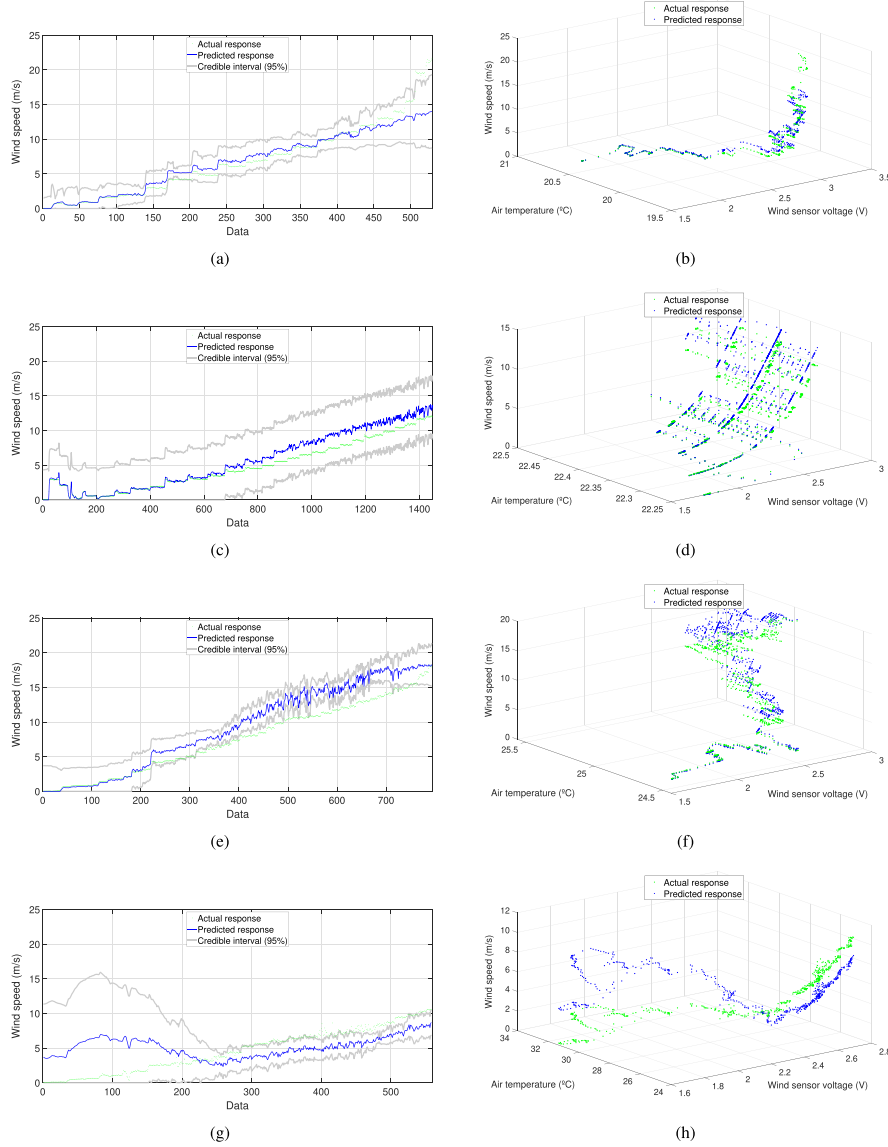 Actual response
Predicted response
Credible interval (95%)
Wind speed (m/s)
25
20
15
10
5
0
0 50 100 150 200 250 300 350 400 450 500
Data
(a)
Actual response
Predicted response
Wind speed (m/s)
25
20
15
10
5
0
21 20.5 20 19.5
Air temperature (ºC)
1.5 2 2.5 3 3.5
Wind sensor voltage (V)
(b)
Actual response
Predicted response
Credible interval (95%)
Wind speed (m/s)
25
20
15
10
5
0
0 200 400 600 800 1000 1200 1400
Data
(c)
Actual response
Predicted response
Wind speed (m/s)
15
10
5
0
22.5 22.45 22.4 22.35 22.3 22.25
Air temperature (ºC)
1.5 2 2.5 3
Wind sensor voltage (V)
(d)
Actual response
Predicted response
Credible interval (95%)
Wind speed (m/s)
25
20
15
10
5
0
0 100 200 300 400 500 600 700
Data
(e)
Actual response
Predicted response
Wind speed (m/s)
20
15
10
5
0
25.5 25 24.5
Air temperature (ºC)
1.5 2 2.5 3
Wind sensor voltage (V)
(f)
Actual response
Predicted response
Credible interval (95%)
Wind speed (m/s)
25
20
15
10
5
0
0 100 200 300 400 500
Data
(g)
Actual response
Predicted response
Wind speed (m/s)
12
10
8
6
4
2
0
34 32 30 28 26 24
Air temperature (ºC)
1.6 1.8 2 2.2 2.4 2.6 2.8
Wind sensor voltage (V)
(h)